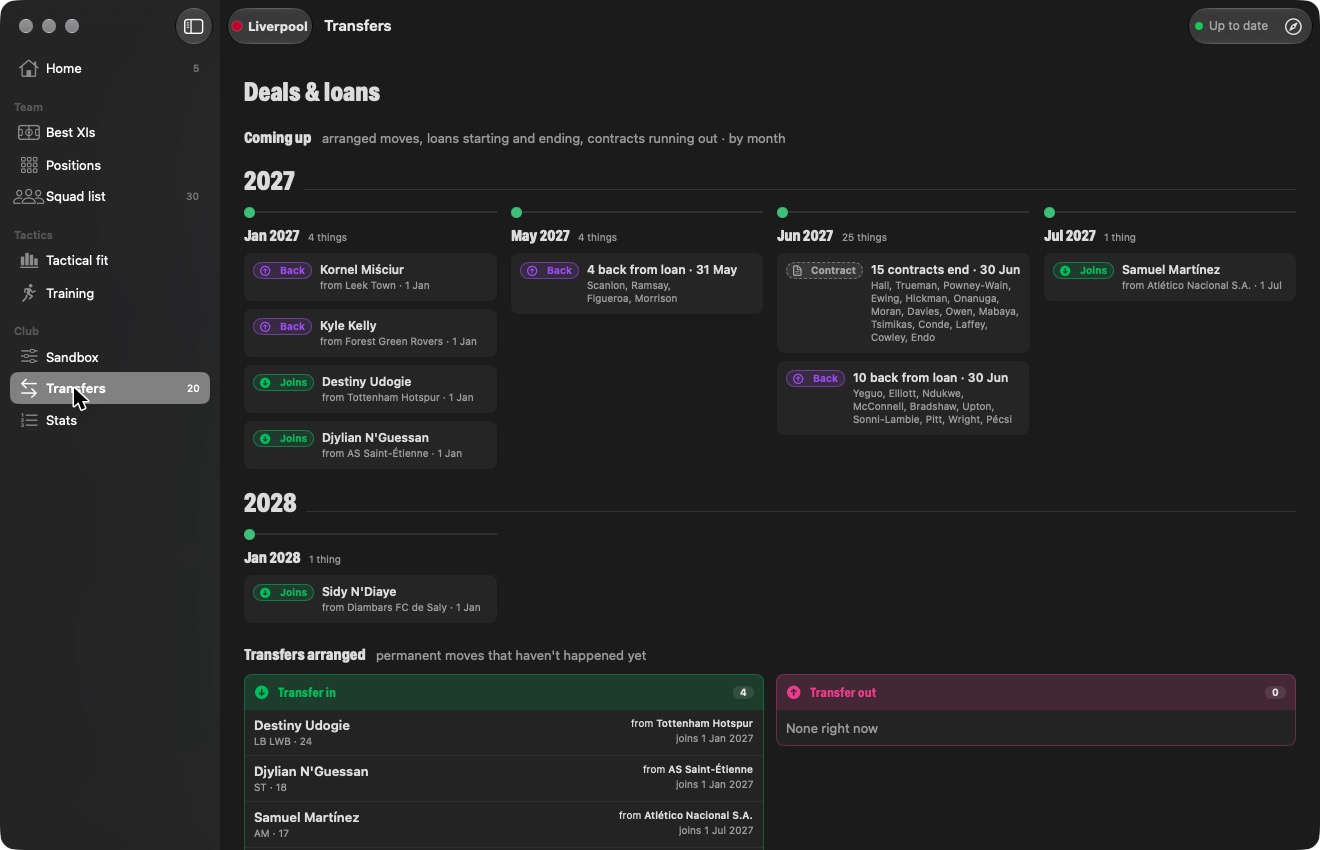 Liverpool
Transfers
Up to date
Home 5
Team
Best XIs
Positions
Squad list 30
Tactics
Tactical fit
Training
Club
Sandbox
Transfers 20
Stats
Deals & loans
Coming up arranged moves, loans starting and ending, contracts running out · by month
2027
Jan 2027 4 things
Back Kornel Miściur
from Leek Town · 1 Jan
Back Kyle Kelly
from Forest Green Rovers · 1 Jan
Joins Destiny Udogie
from Tottenham Hotspur · 1 Jan
Joins Djylian N'Guessan
from AS Saint-Étienne · 1 Jan
May 2027 4 things
Back 4 back from loan · 31 May
Scanlon, Ramsay,
Figueroa, Morrison
Jun 2027 25 things
Contract 15 contracts end · 30 Jun
Hall, Trueman, Powney-Wain,
Ewing, Hickman, Onanuga,
Moran, Davies, Owen, Mabaya,
Tsimikas, Conde, Laffey,
Cowley, Endo
Back 10 back from loan · 30 Jun
Yeguo, Elliott, Ndukwe,
McConnell, Bradshaw, Upton,
Sonni-Lambie, Pitt, Wright, Pécsi
Jul 2027 1 thing
Joins Samuel Martínez
from Atlético Nacional S.A. · 1 Jul
2028
Jan 2028 1 thing
Joins Sidy N'Diaye
from Diambars FC de Saly · 1 Jan
Transfers arranged permanent moves that haven't happened yet
Transfer in 4
Destiny Udogie from Tottenham Hotspur
LB LWB · 24 joins 1 Jan 2027
Djylian N'Guessan from AS Saint-Étienne
ST · 18 joins 1 Jan 2027
Samuel Martínez from Atlético Nacional S.A.
AM · 17 joins 1 Jul 2027
Transfer out 0
None right now